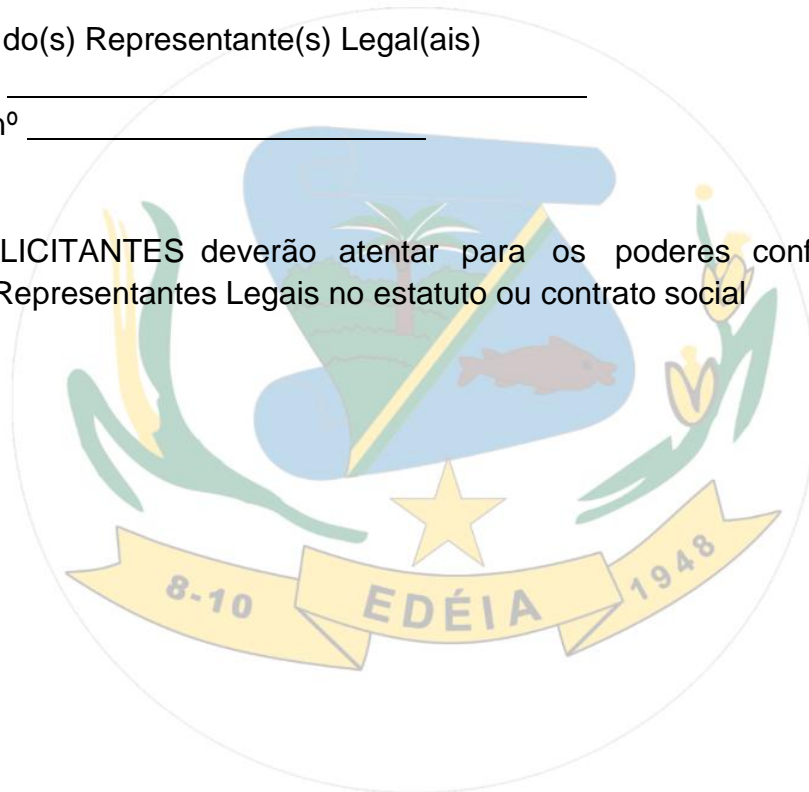 do(s) Representante(s) Legal(ais)
nº
LICITANTES deverão atentar para os poderes conf
Representantes Legais no estatuto ou contrato social
8-10 EDÉIA 1948